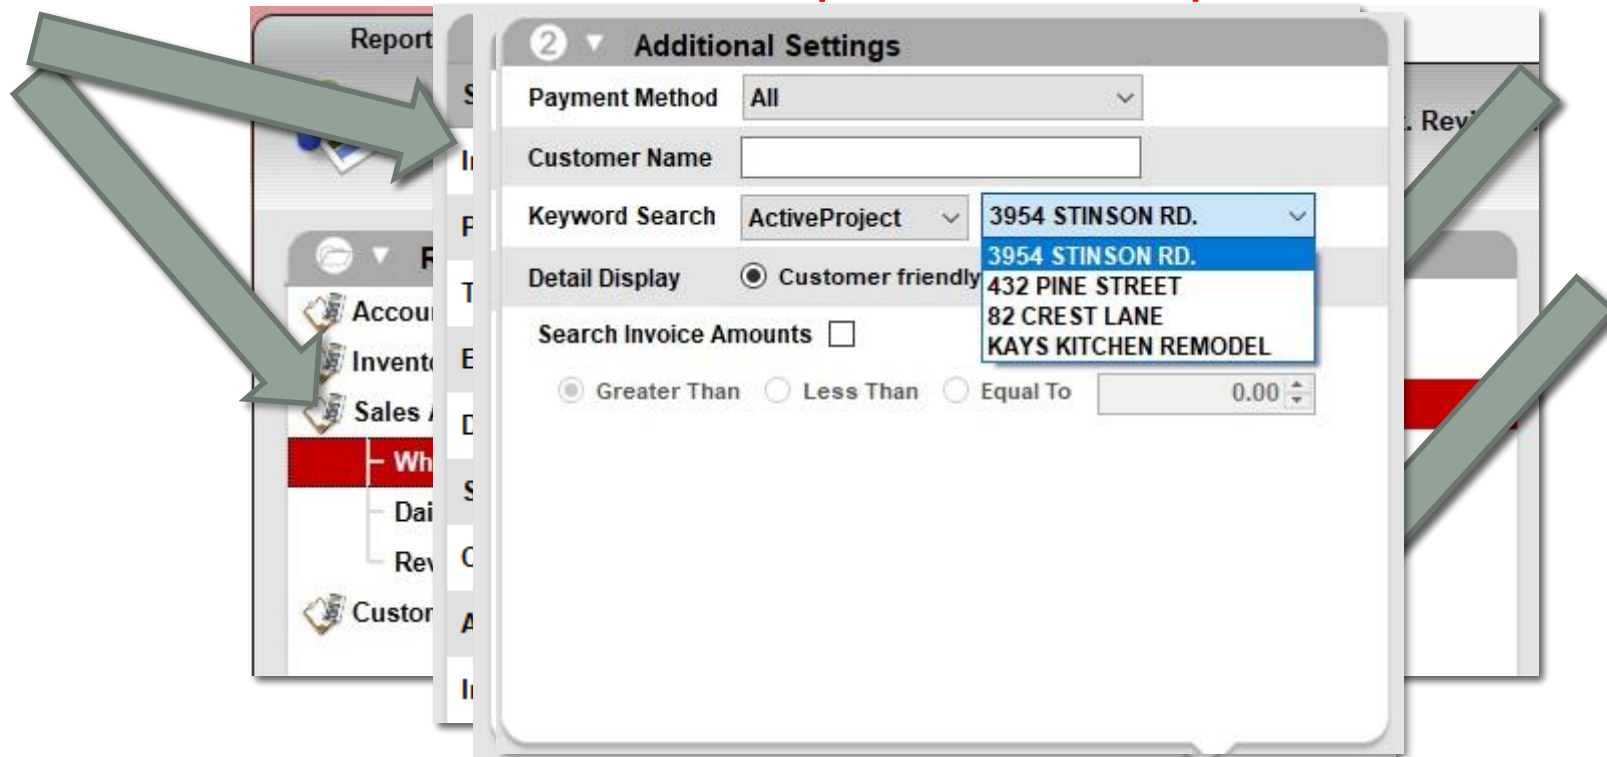 Report
. Rev
2 Additional Settings
Payment Method All
Customer Name
Keyword Search ActiveProject 3954 STINSON RD.
3954 STINSON RD.
432 PINE STREET
82 CREST LANE
KAYS KITCHEN REMODEL
Detail Display Customer friendly
Search Invoice Amounts
Greater Than Less Than Equal To 0.00
Accou
Invent
Sales
Wh
Dai
Rev
Custor